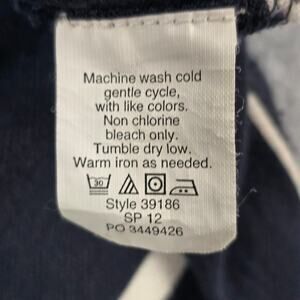 Machine wash cold
gentle cycle,
with like colors.
Non chlorine
bleach only.
Tumble dry low.
Warm iron as needed.
30
Style 39186
SP 12
PO 3449426